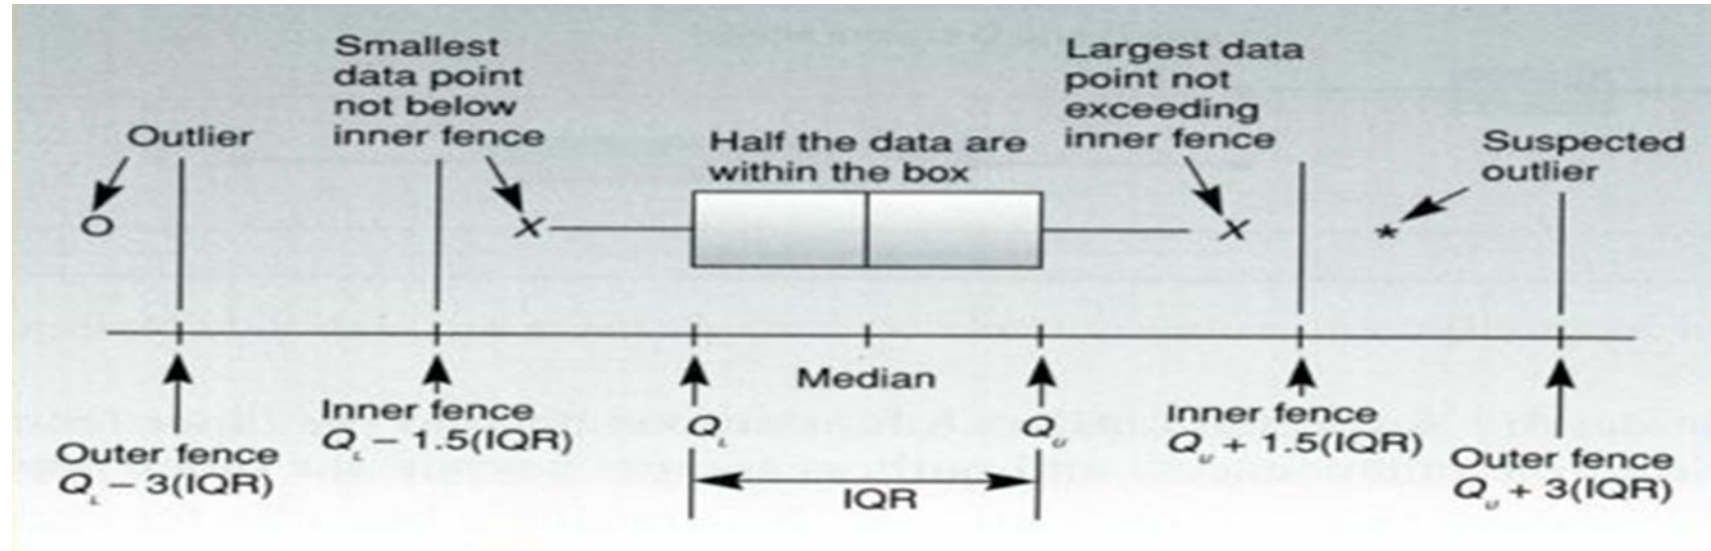 Smallest
data point
not below
inner fence
Largest data
point not
exceeding
inner fence
Outlier
Half the data are
within the box
Suspected
outlier
O
X
X
*
Median
Inner fence
Q_L − 1.5(IQR)
Q_L
Q_U
Inner fence
Q_U + 1.5(IQR)
Outer fence
Q_L − 3(IQR)
Outer fence
Q_U + 3(IQR)
IQR